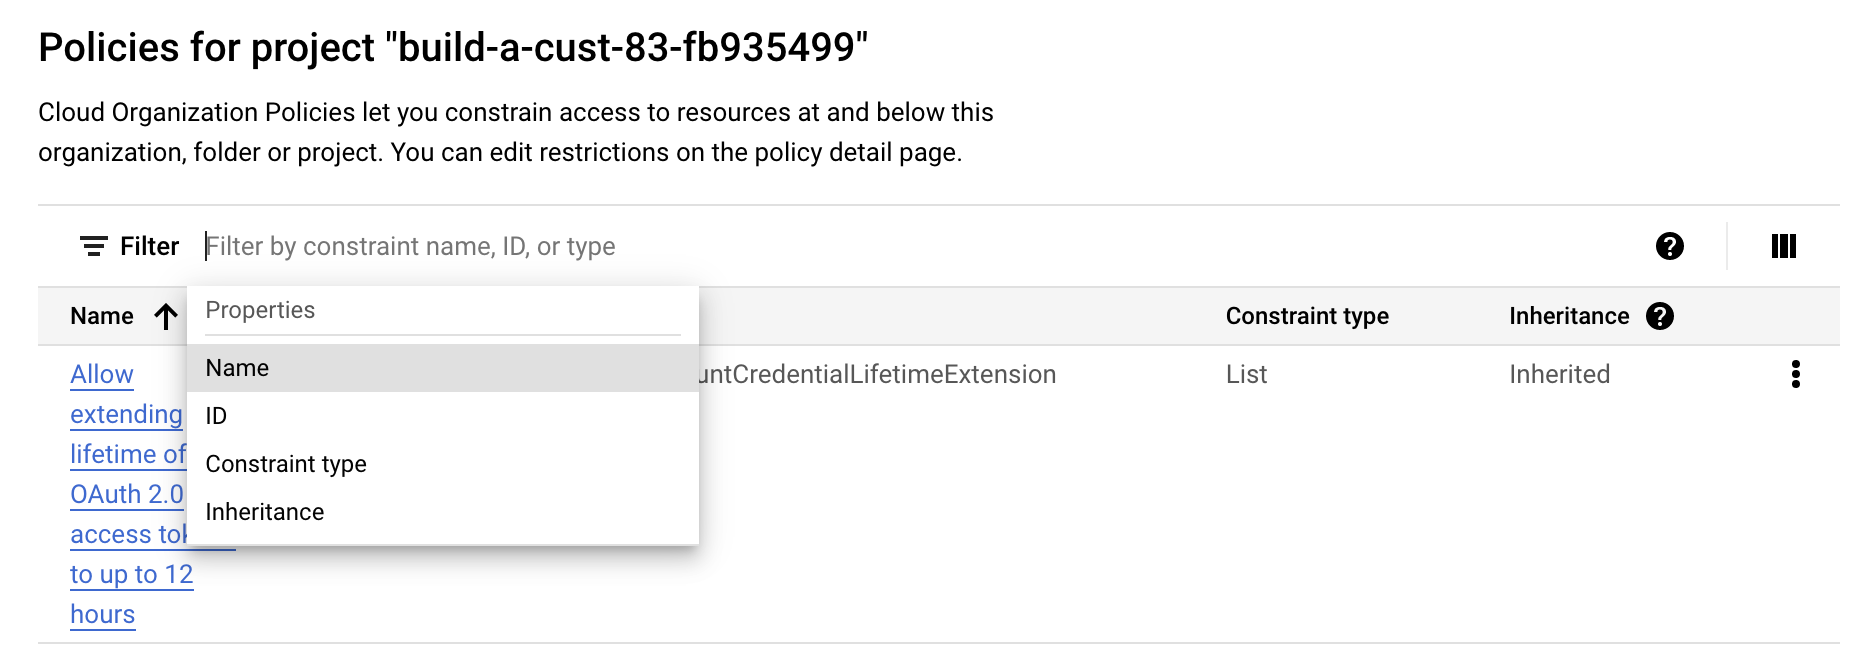 Policies for project "build-a-cust-83-fb935499"
Cloud Organization Policies let you constrain access to resources at and below this
organization, folder or project. You can edit restrictions on the policy detail page.
Filter Filter by constraint name, ID, or type
Name Constraint type Inheritance
Properties
Name
ID
Constraint type
Inheritance
Allow
extending
lifetime of
OAuth 2.0
access
to up to 12
hours
untCredentialLifetimeExtension List Inherited